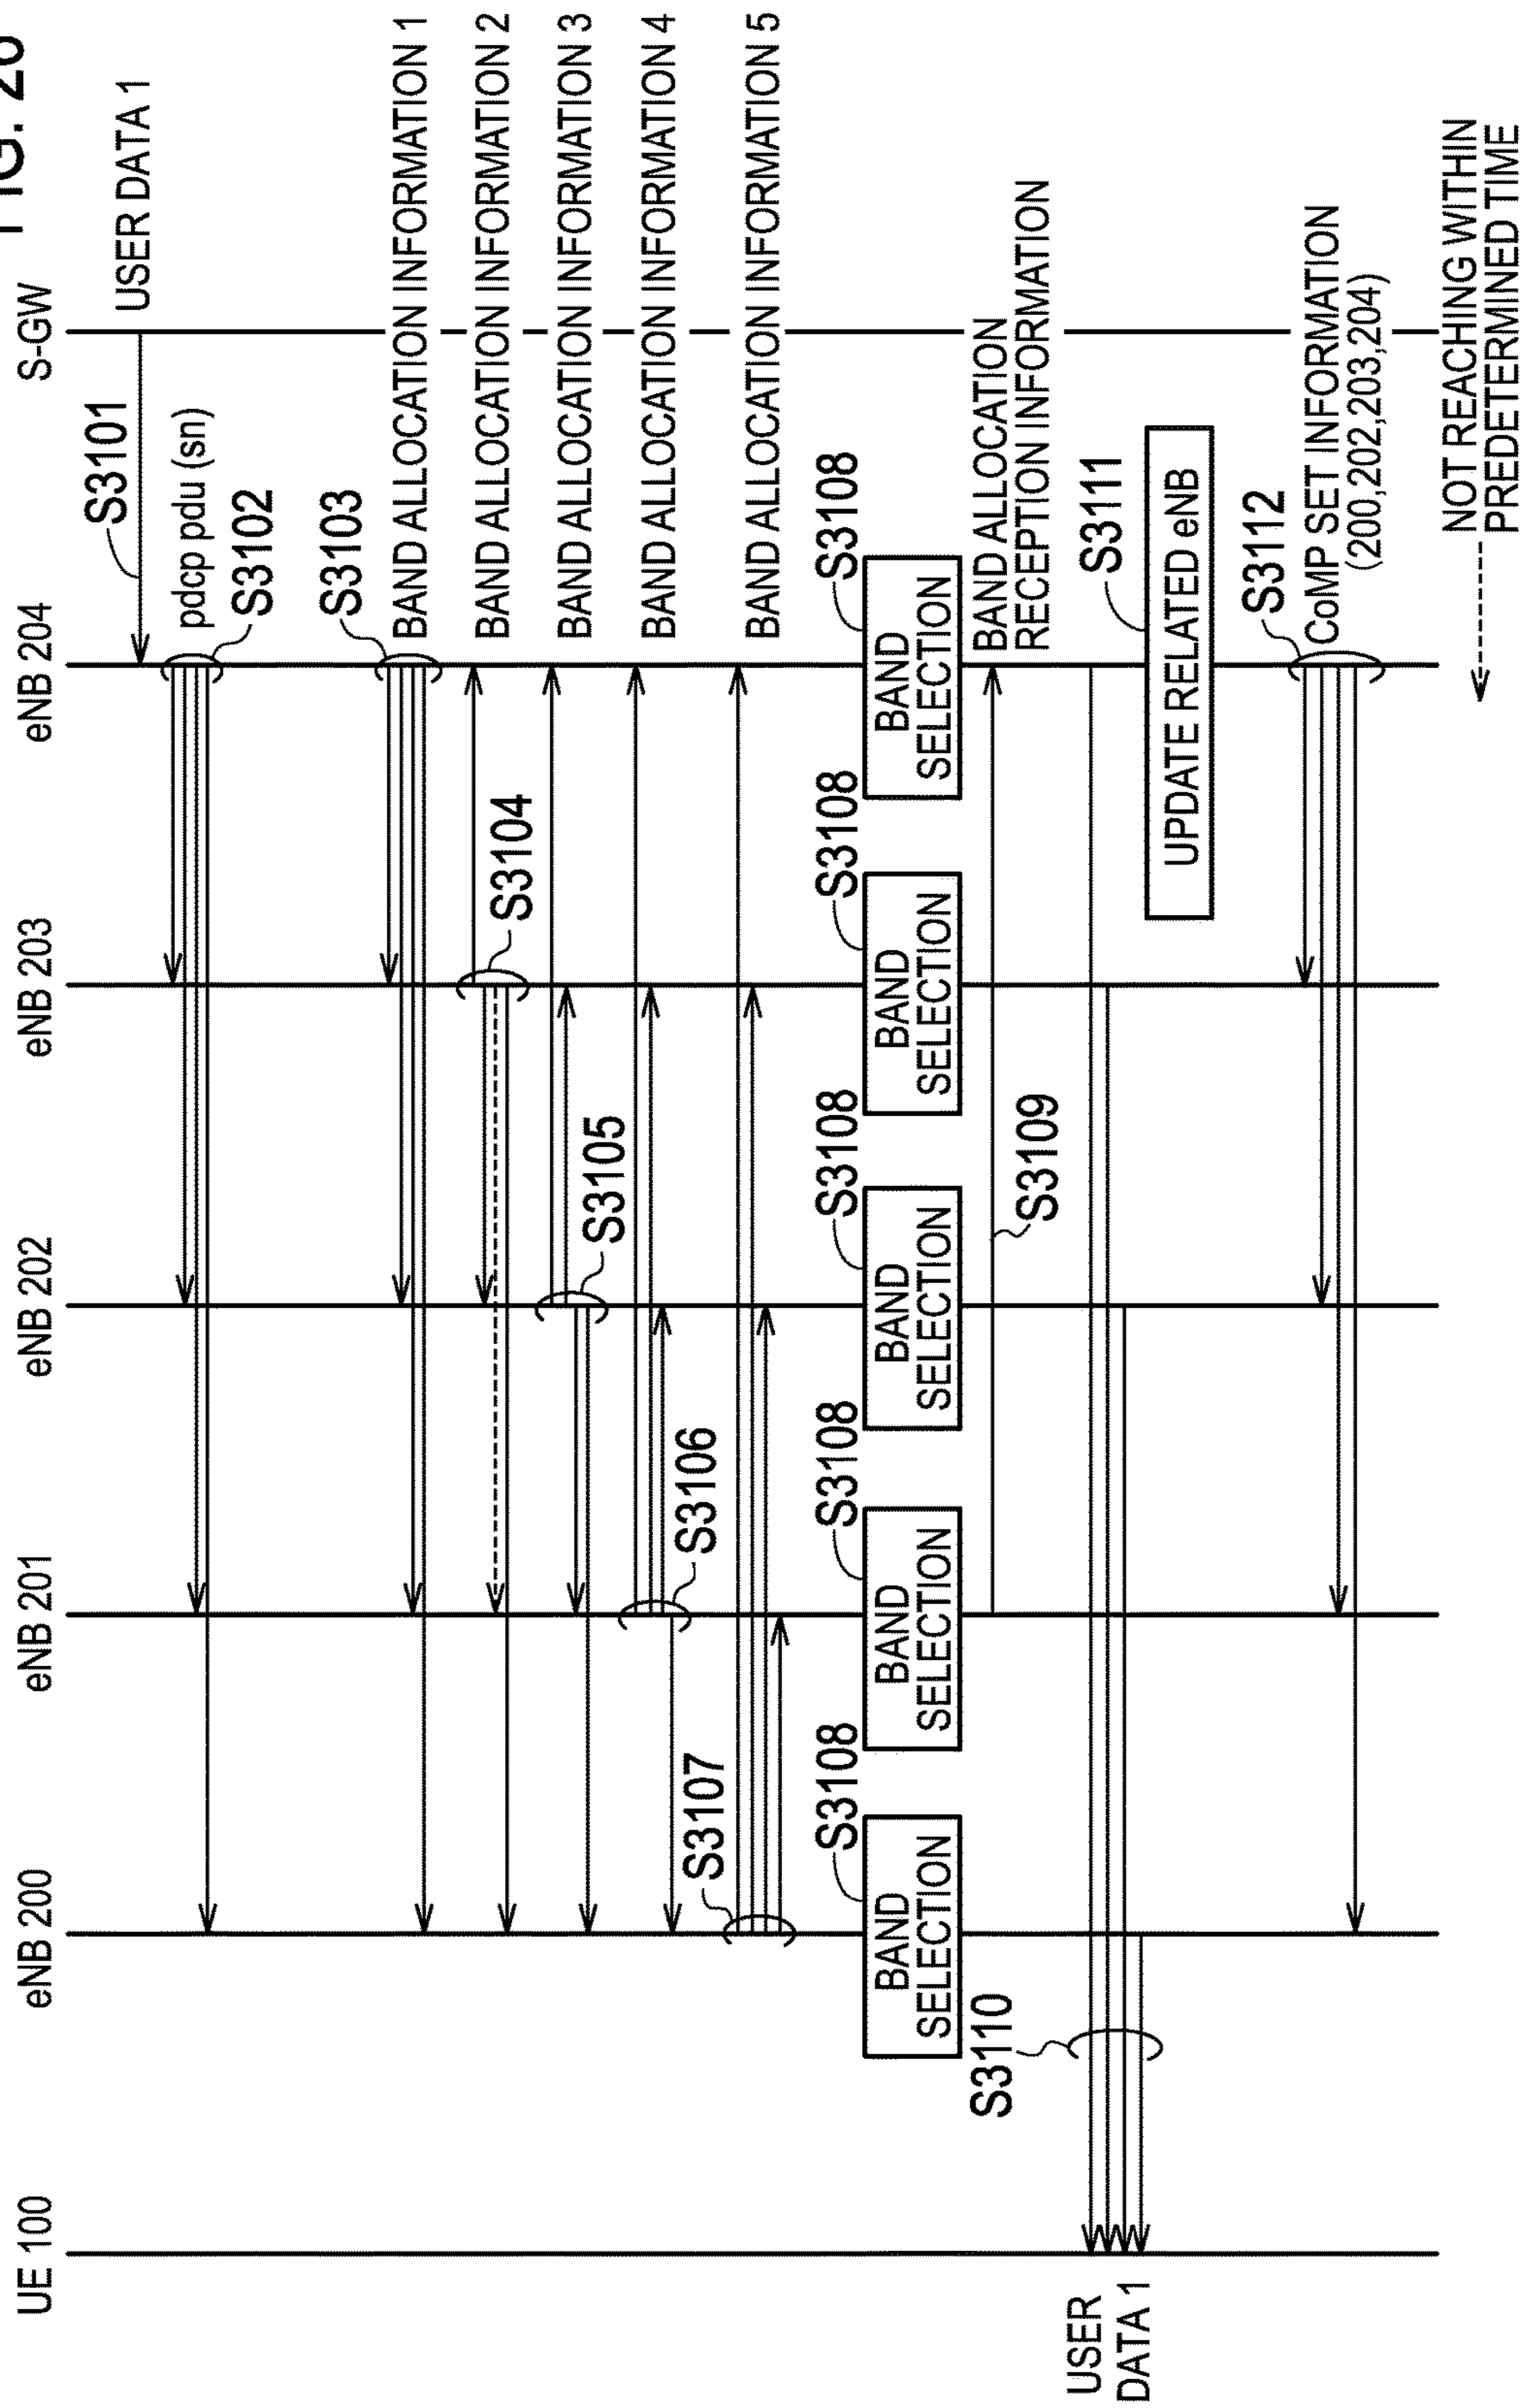 UE 100
eNB 200
eNB 201
eNB 202
eNB 203
eNB 204
S-GW
S3101
USER DATA 1
pdcp pdu (sn)
S3102
S3103
BAND ALLOCATION INFORMATION 1
BAND ALLOCATION INFORMATION 2
S3104
BAND ALLOCATION INFORMATION 3
S3105
BAND ALLOCATION INFORMATION 4
S3106
BAND ALLOCATION INFORMATION 5
S3107
S3108
S3108
S3108
S3108
S3108
BAND
SELECTION
BAND
SELECTION
BAND
SELECTION
BAND
SELECTION
BAND
SELECTION
BAND ALLOCATION
RECEPTION INFORMATION
S3109
S3110
USER
DATA 1
S3111
UPDATE RELATED eNB
S3112
CoMP SET INFORMATION
(200,202,203,204)
NOT REACHING WITHIN
PREDETERMINED TIME